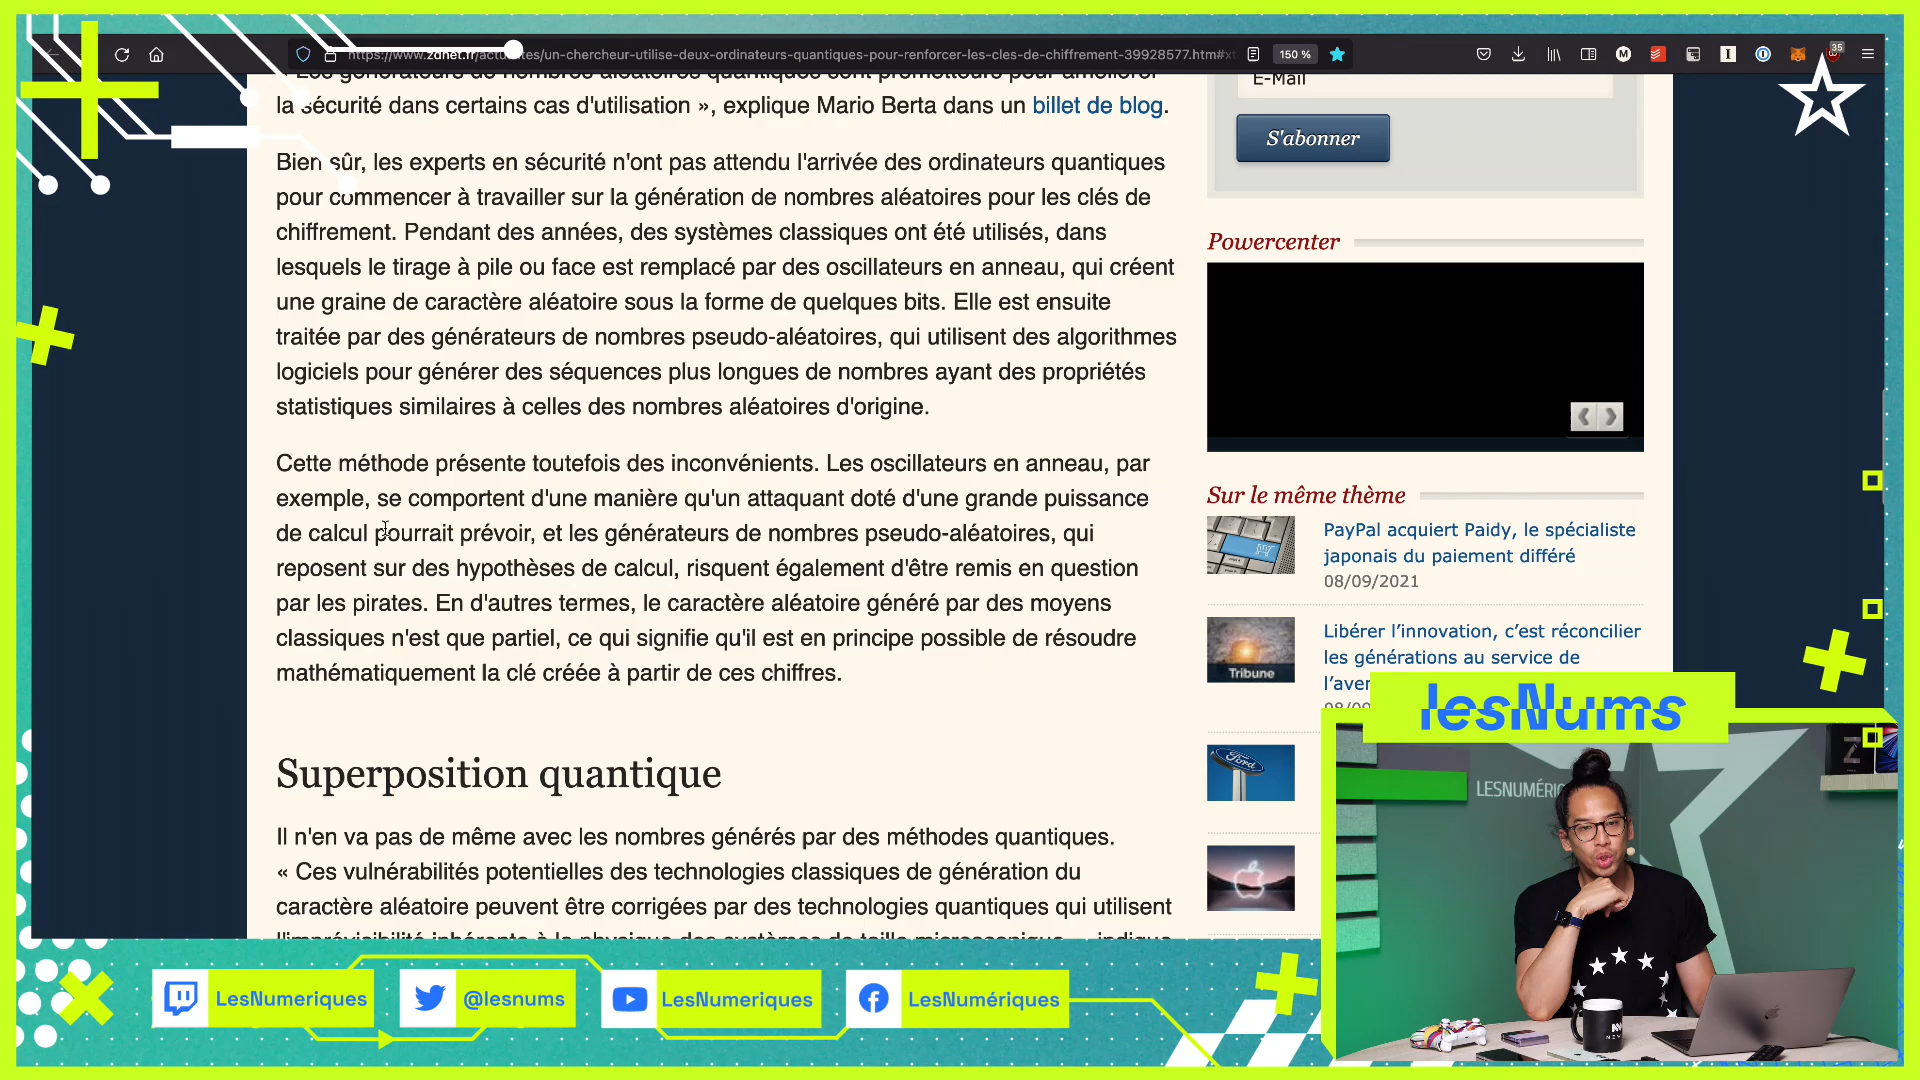 https://www.zdnet.fr/actualites/un-chercheur-utilise-deux-ordinateurs-quantiques-pour-renforcer-les-cles-de-chiffrement-39928577.htm#xt
150 %
35
Les générateurs de nombres aléatoires quantiques sont prometteurs pour améliorer
la sécurité dans certains cas d'utilisation », explique Mario Berta dans un billet de blog.
Bien sûr, les experts en sécurité n'ont pas attendu l'arrivée des ordinateurs quantiques
pour commencer à travailler sur la génération de nombres aléatoires pour les clés de
chiffrement. Pendant des années, des systèmes classiques ont été utilisés, dans
lesquels le tirage à pile ou face est remplacé par des oscillateurs en anneau, qui créent
une graine de caractère aléatoire sous la forme de quelques bits. Elle est ensuite
traitée par des générateurs de nombres pseudo-aléatoires, qui utilisent des algorithmes
logiciels pour générer des séquences plus longues de nombres ayant des propriétés
statistiques similaires à celles des nombres aléatoires d'origine.
Cette méthode présente toutefois des inconvénients. Les oscillateurs en anneau, par
exemple, se comportent d'une manière qu'un attaquant doté d'une grande puissance
de calcul pourrait prévoir, et les générateurs de nombres pseudo-aléatoires, qui
reposent sur des hypothèses de calcul, risquent également d'être remis en question
par les pirates. En d'autres termes, le caractère aléatoire généré par des moyens
classiques n'est que partiel, ce qui signifie qu'il est en principe possible de résoudre
mathématiquement la clé créée à partir de ces chiffres.
Superposition quantique
Il n'en va pas de même avec les nombres générés par des méthodes quantiques.
« Ces vulnérabilités potentielles des technologies classiques de génération du
caractère aléatoire peuvent être corrigées par des technologies quantiques qui utilisent
l'imprévisibilité inhérente à la physique des systèmes de taille microscopique
E-Mail
S'abonner
Powercenter
Sur le même thème
PayPal acquiert Paidy, le spécialiste
japonais du paiement différé
08/09/2021
Tribune
Libérer l'innovation, c'est réconcilier
les générations au service de
l'aven
Ford
lesNums
LESNUMÉRI
LesNumeriques
@lesnums
LesNumeriques
LesNumériques